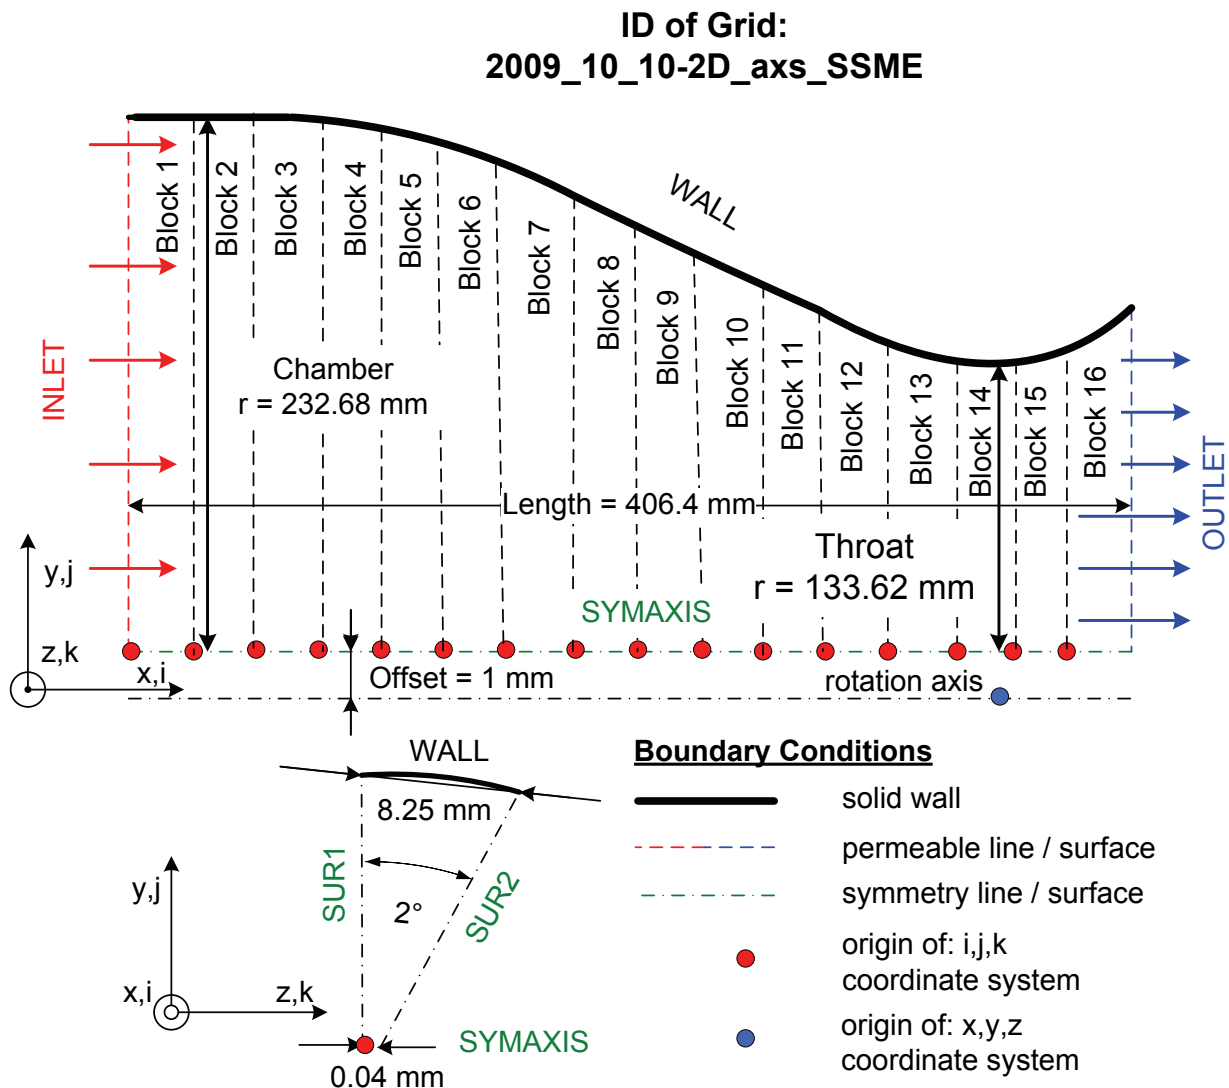 ID of Grid:
2009_10_10-2D_axs_SSME
Block 1
Block 2
Block 3
Block 4
Block 5
Block 6
Block 7
Block 8
Block 9
Block 10
Block 11
Block 12
Block 13
Block 14
Block 15
Block 16
WALL
INLET
Chamber
r = 232.68 mm
Length = 406.4 mm
OUTLET
Throat
r = 133.62 mm
SYMAXIS
y,j
z,k
x,i
Offset = 1 mm
rotation axis
WALL
8.25 mm
SUR1
SUR2
2°
y,j
x,i
z,k
SYMAXIS
0.04 mm
Boundary Conditions
solid wall
permeable line / surface
symmetry line / surface
origin of: i,j,k
coordinate system
origin of: x,y,z
coordinate system